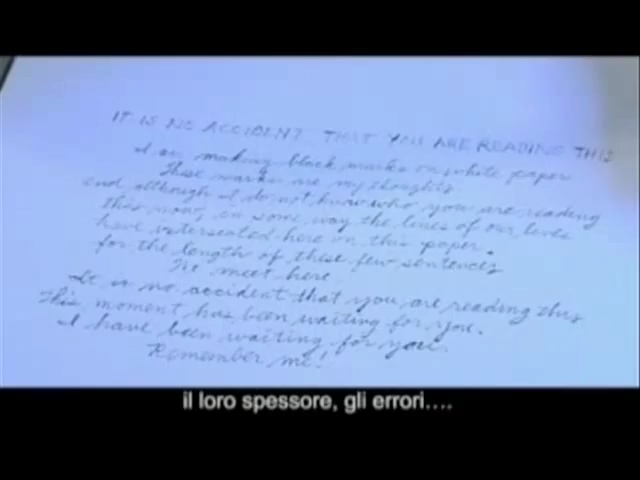 IT IS NO ACCIDENT THAT YOU ARE READING THIS
I am making black marks on white paper
These marks are my thoughts
and although I do not know who you are reading
this now, in some way the lines of our lives
have interseated here on this paper.
for the length of these few sentences
We meet here.
It is no accident that you are reading this
This moment has been waiting for you.
I have been waiting for you.
Remember me!
il loro spessore, gli errori....